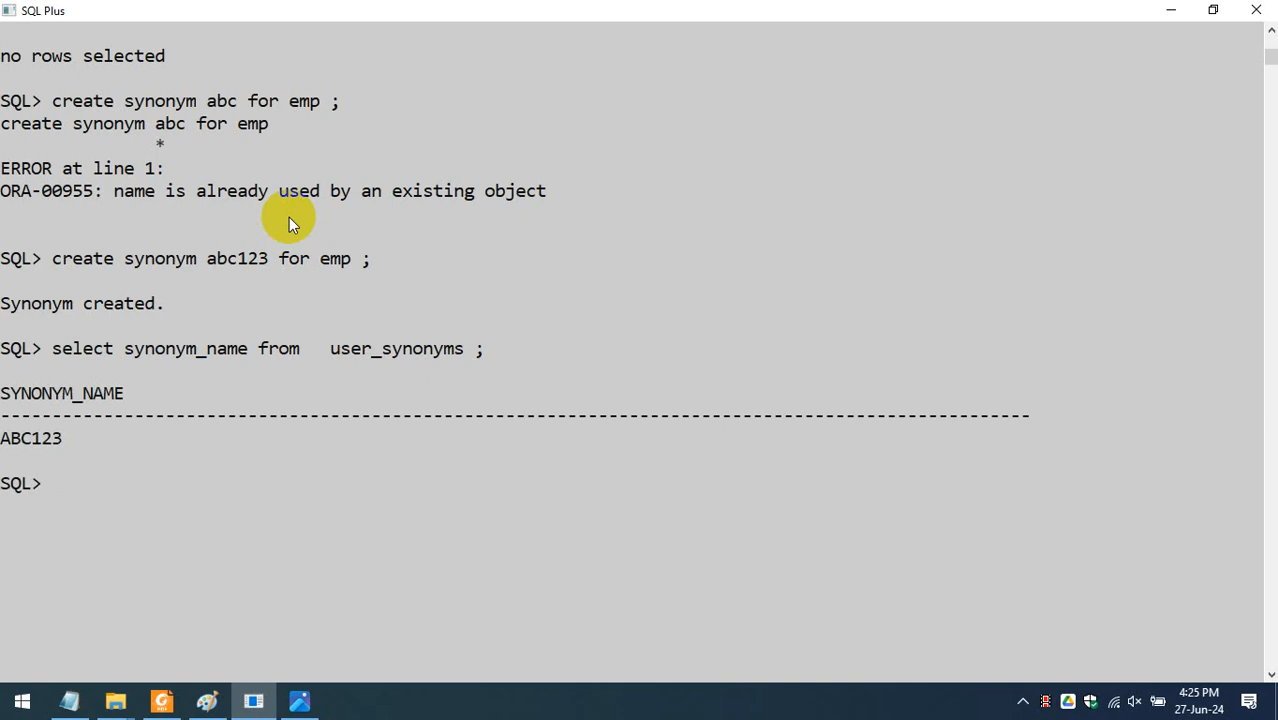 SQL Plus
no rows selected
SQL> create synonym abc for emp ;
create synonym abc for emp
*
ERROR at line 1:
ORA-00955: name is already used by an existing object
SQL> create synonym abc123 for emp ;
Synonym created.
SQL> select synonym_name from   user_synonyms ;
SYNONYM_NAME
----------------------------------------------------------------------------------------------------
ABC123
SQL>
PDF
4:25 PM
27-Jun-24